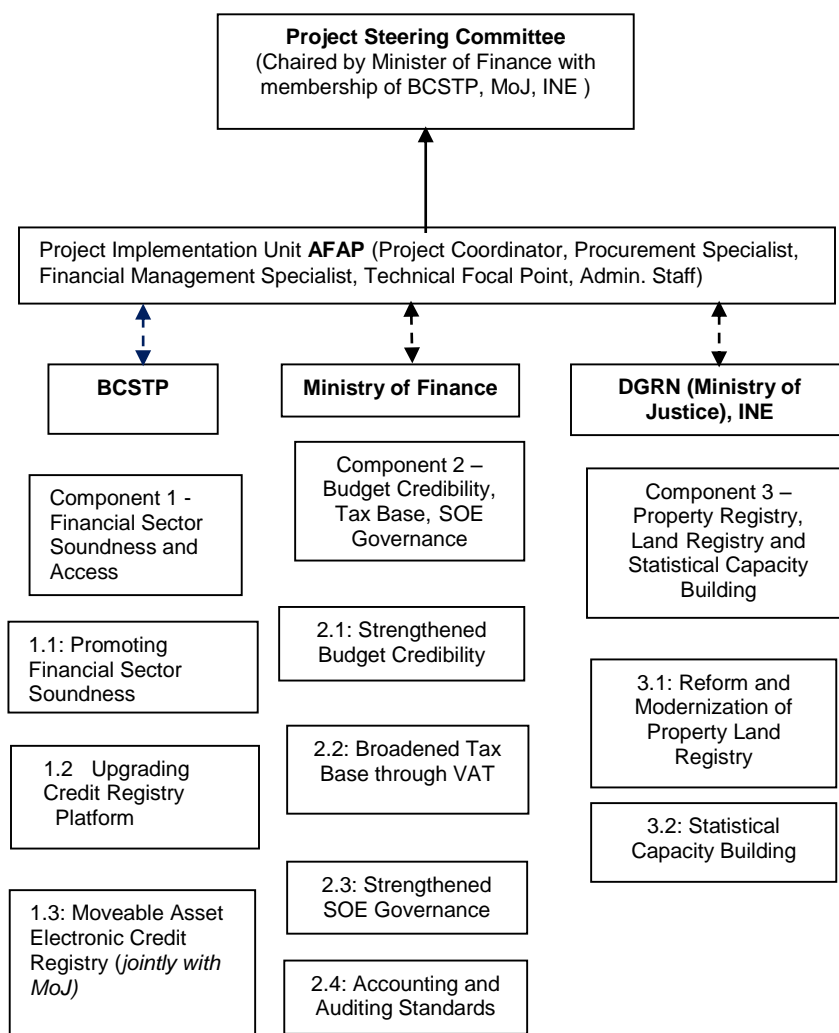 Project Steering Committee
(Chaired by Minister of Finance with
membership of BCSTP, MoJ, INE )
Project Implementation Unit AFAP (Project Coordinator, Procurement Specialist,
Financial Management Specialist, Technical Focal Point, Admin. Staff)
BCSTP
Component 1 -
Financial Sector
Soundness and
Access
1.1: Promoting
Financial Sector
Soundness
1.2 Upgrading
Credit Registry
Platform
1.3: Moveable Asset
Electronic Credit
Registry (jointly with
MoJ)
Ministry of Finance
Component 2 –
Budget Credibility,
Tax Base, SOE
Governance
2.1: Strengthened
Budget Credibility
2.2: Broadened Tax
Base through VAT
2.3: Strengthened
SOE Governance
2.4: Accounting and
Auditing Standards
DGRN (Ministry of
Justice), INE
Component 3 –
Property Registry,
Land Registry and
Statistical Capacity
Building
3.1: Reform and
Modernization of
Property Land
Registry
3.2: Statistical
Capacity Building